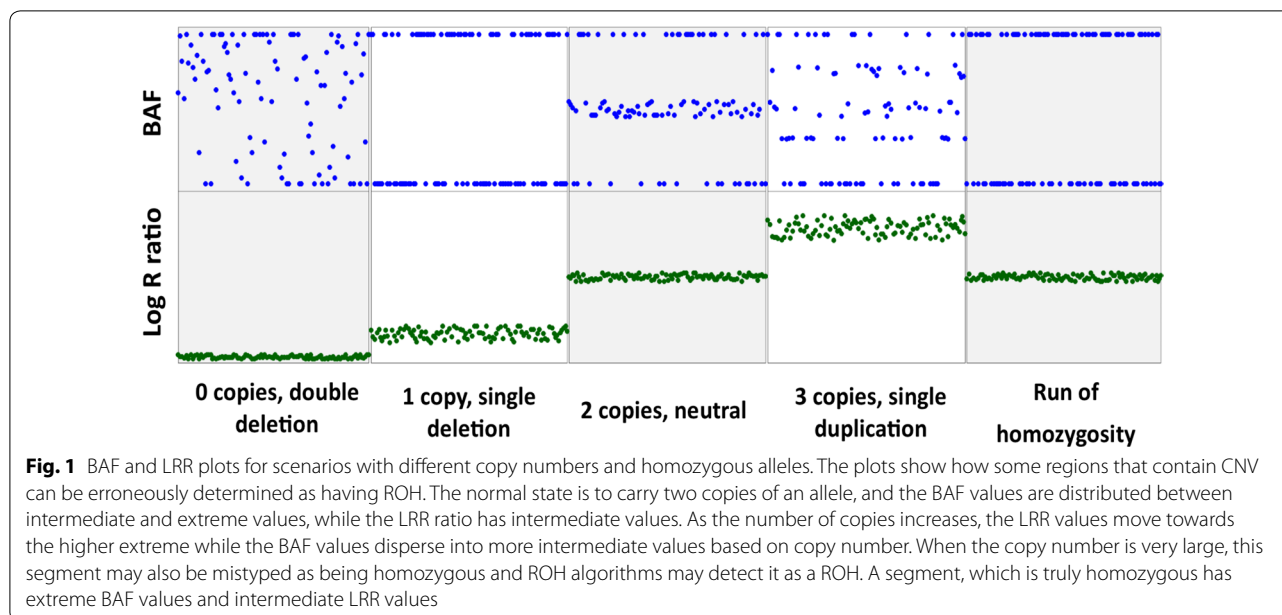 BAF
Log R ratio
0 copies, double
deletion
1 copy, single
deletion
2 copies, neutral
3 copies, single
duplication
Run of
homozygosity
Fig. 1 BAF and LRR plots for scenarios with different copy numbers and homozygous alleles. The plots show how some regions that contain CNV
can be erroneously determined as having ROH. The normal state is to carry two copies of an allele, and the BAF values are distributed between
intermediate and extreme values, while the LRR ratio has intermediate values. As the number of copies increases, the LRR values move towards
the higher extreme while the BAF values disperse into more intermediate values based on copy number. When the copy number is very large, this
segment may also be mistyped as being homozygous and ROH algorithms may detect it as a ROH. A segment, which is truly homozygous has
extreme BAF values and intermediate LRR values